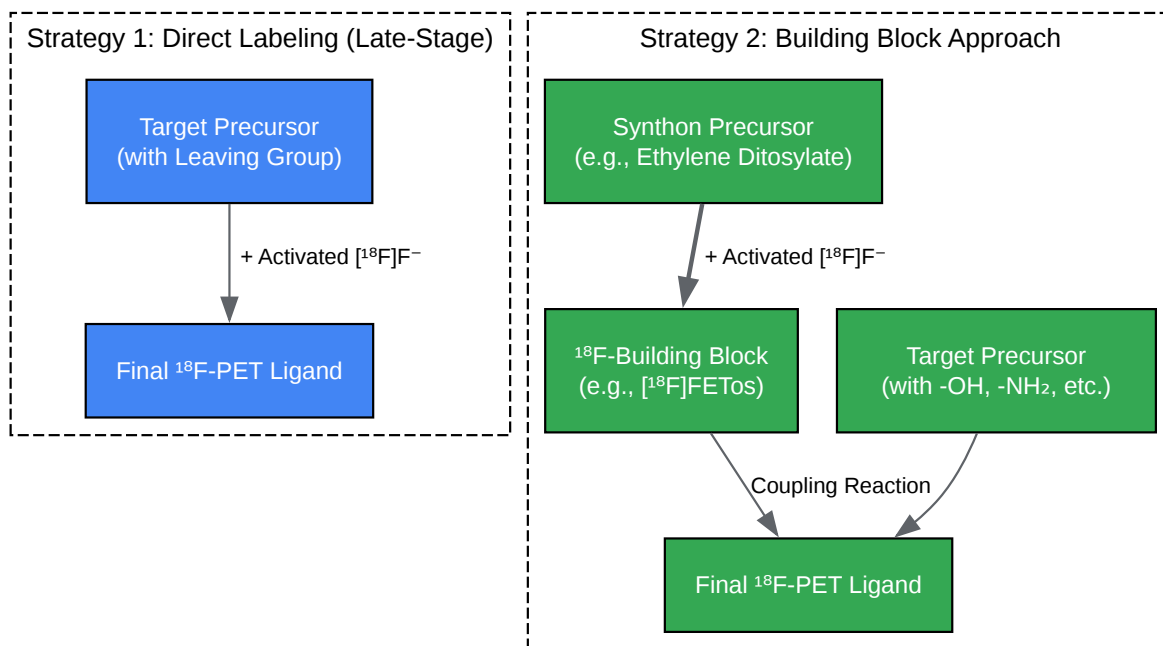 Strategy 1: Direct Labeling (Late-Stage)
Target Precursor
(with Leaving Group)
+ Activated [¹⁸F]F⁻
Final ¹⁸F-PET Ligand
Strategy 2: Building Block Approach
Synthon Precursor
(e.g., Ethylene Ditosylate)
+ Activated [¹⁸F]F⁻
¹⁸F-Building Block
(e.g., [¹⁸F]FETos)
Target Precursor
(with -OH, -NH₂, etc.)
Coupling Reaction
Final ¹⁸F-PET Ligand